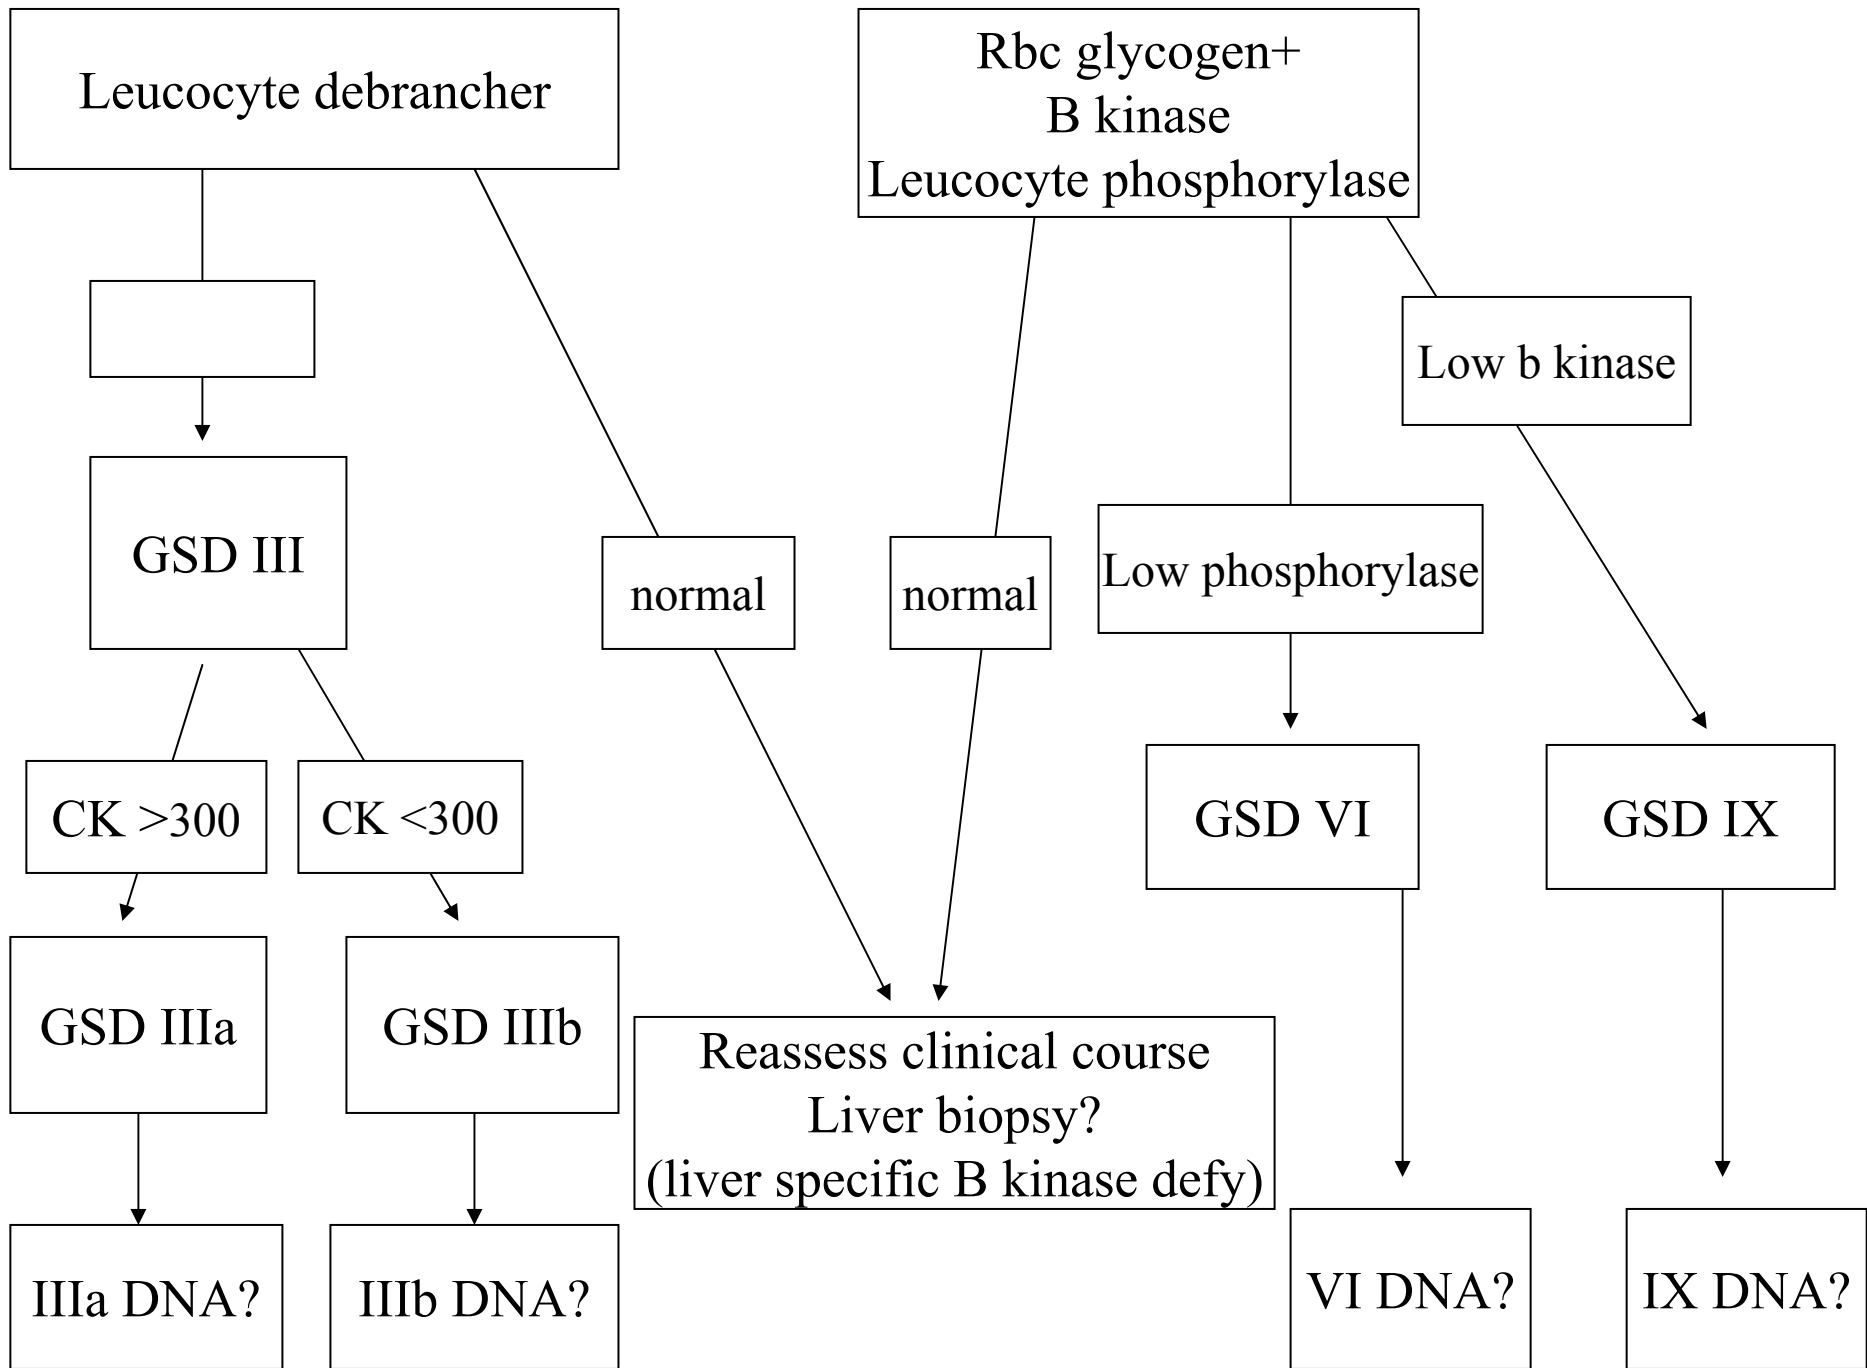 Leucocyte debrancher
Rbc glycogen+
B kinase
Leucocyte phosphorylase
Low b kinase
GSD III
normal
normal
Low phosphorylase
CK >300
CK <300
GSD VI
GSD IX
GSD IIIa
GSD IIIb
Reassess clinical course
Liver biopsy?
(liver specific B kinase defy)
IIIa DNA?
IIIb DNA?
VI DNA?
IX DNA?